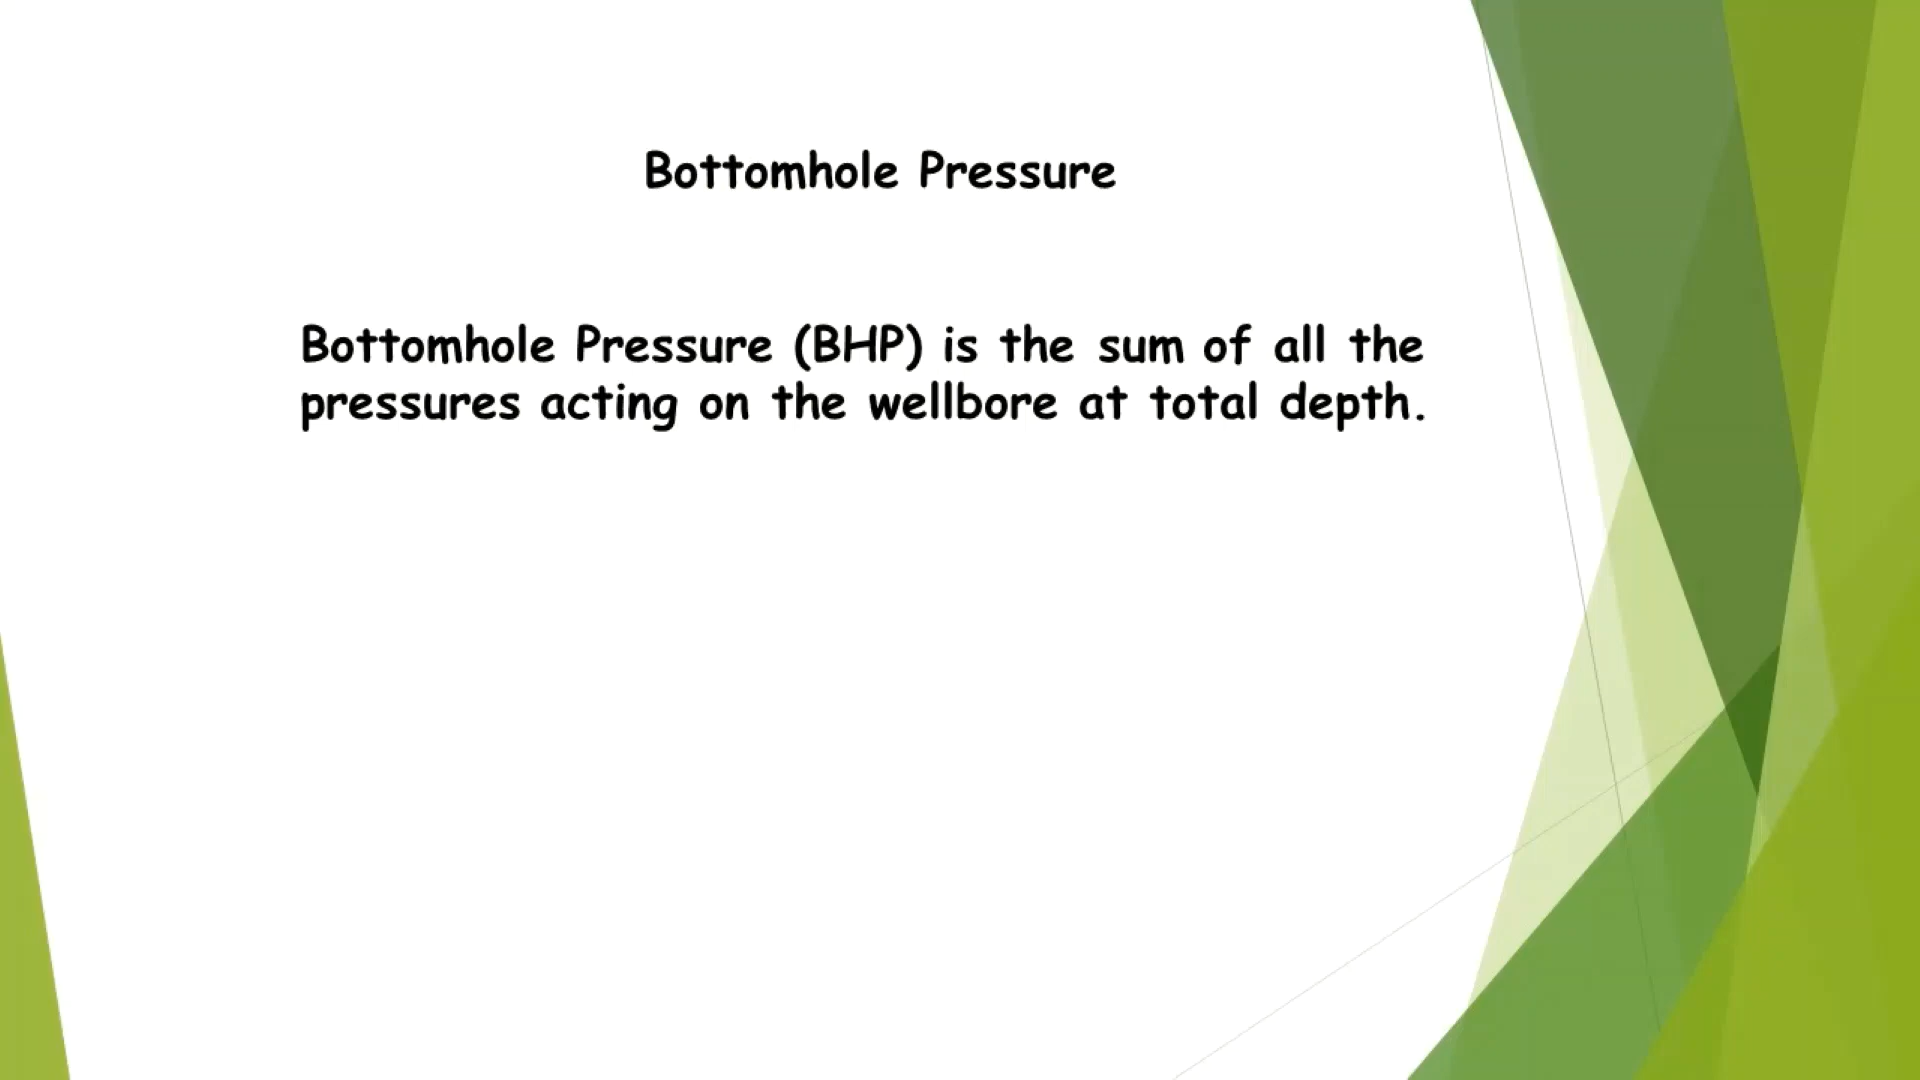 Bottomhole Pressure
Bottomhole Pressure (BHP) is the sum of all the
pressures acting on the wellbore at total depth.